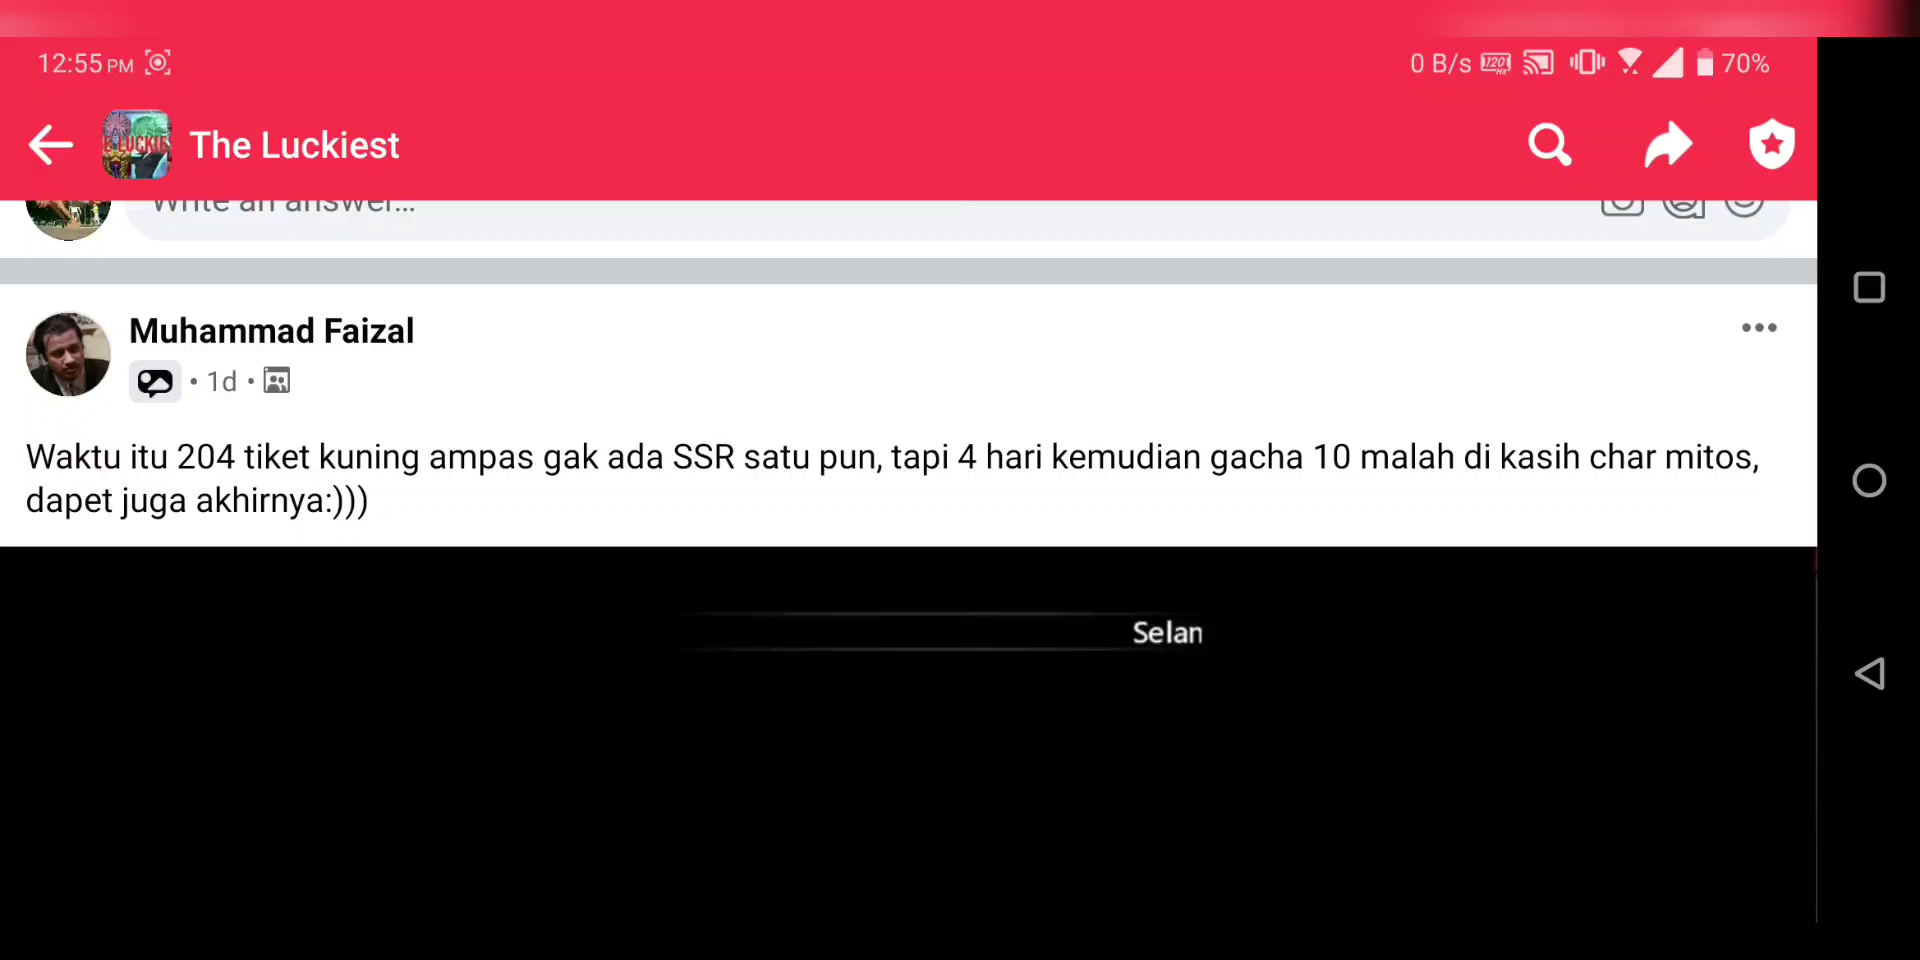 12:55 PM
0 B/s 120 Hz 70%
The Luckiest
Write an answer...
Muhammad Faizal
• 1d •
Waktu itu 204 tiket kuning ampas gak ada SSR satu pun, tapi 4 hari kemudian gacha 10 malah di kasih char mitos,
dapet juga akhirnya:)))
Selan